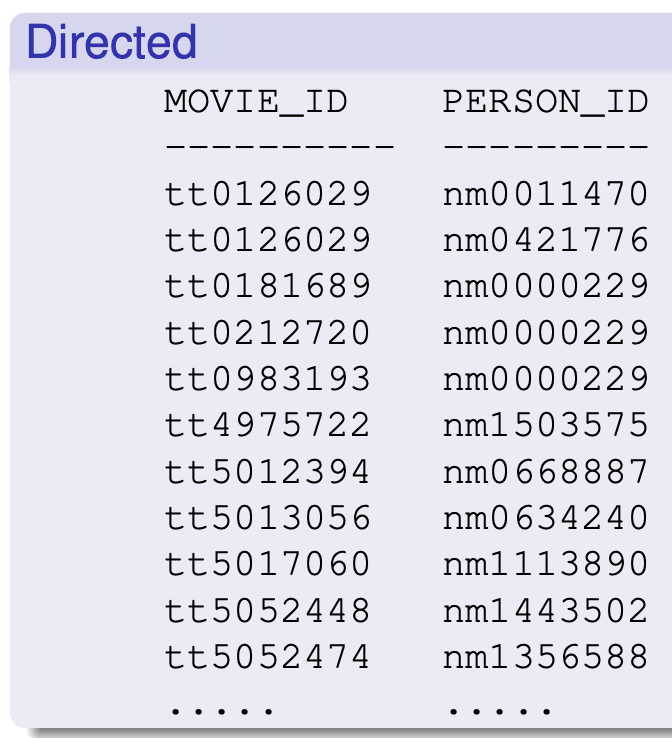 Directed
MOVIE_ID PERSON_ID
---------- ---------
tt0126029 nm0011470
tt0126029 nm0421776
tt0181689 nm0000229
tt0212720 nm0000229
tt0983193 nm0000229
tt4975722 nm1503575
tt5012394 nm0668887
tt5013056 nm0634240
tt5017060 nm1113890
tt5052448 nm1443502
tt5052474 nm1356588
..... .....